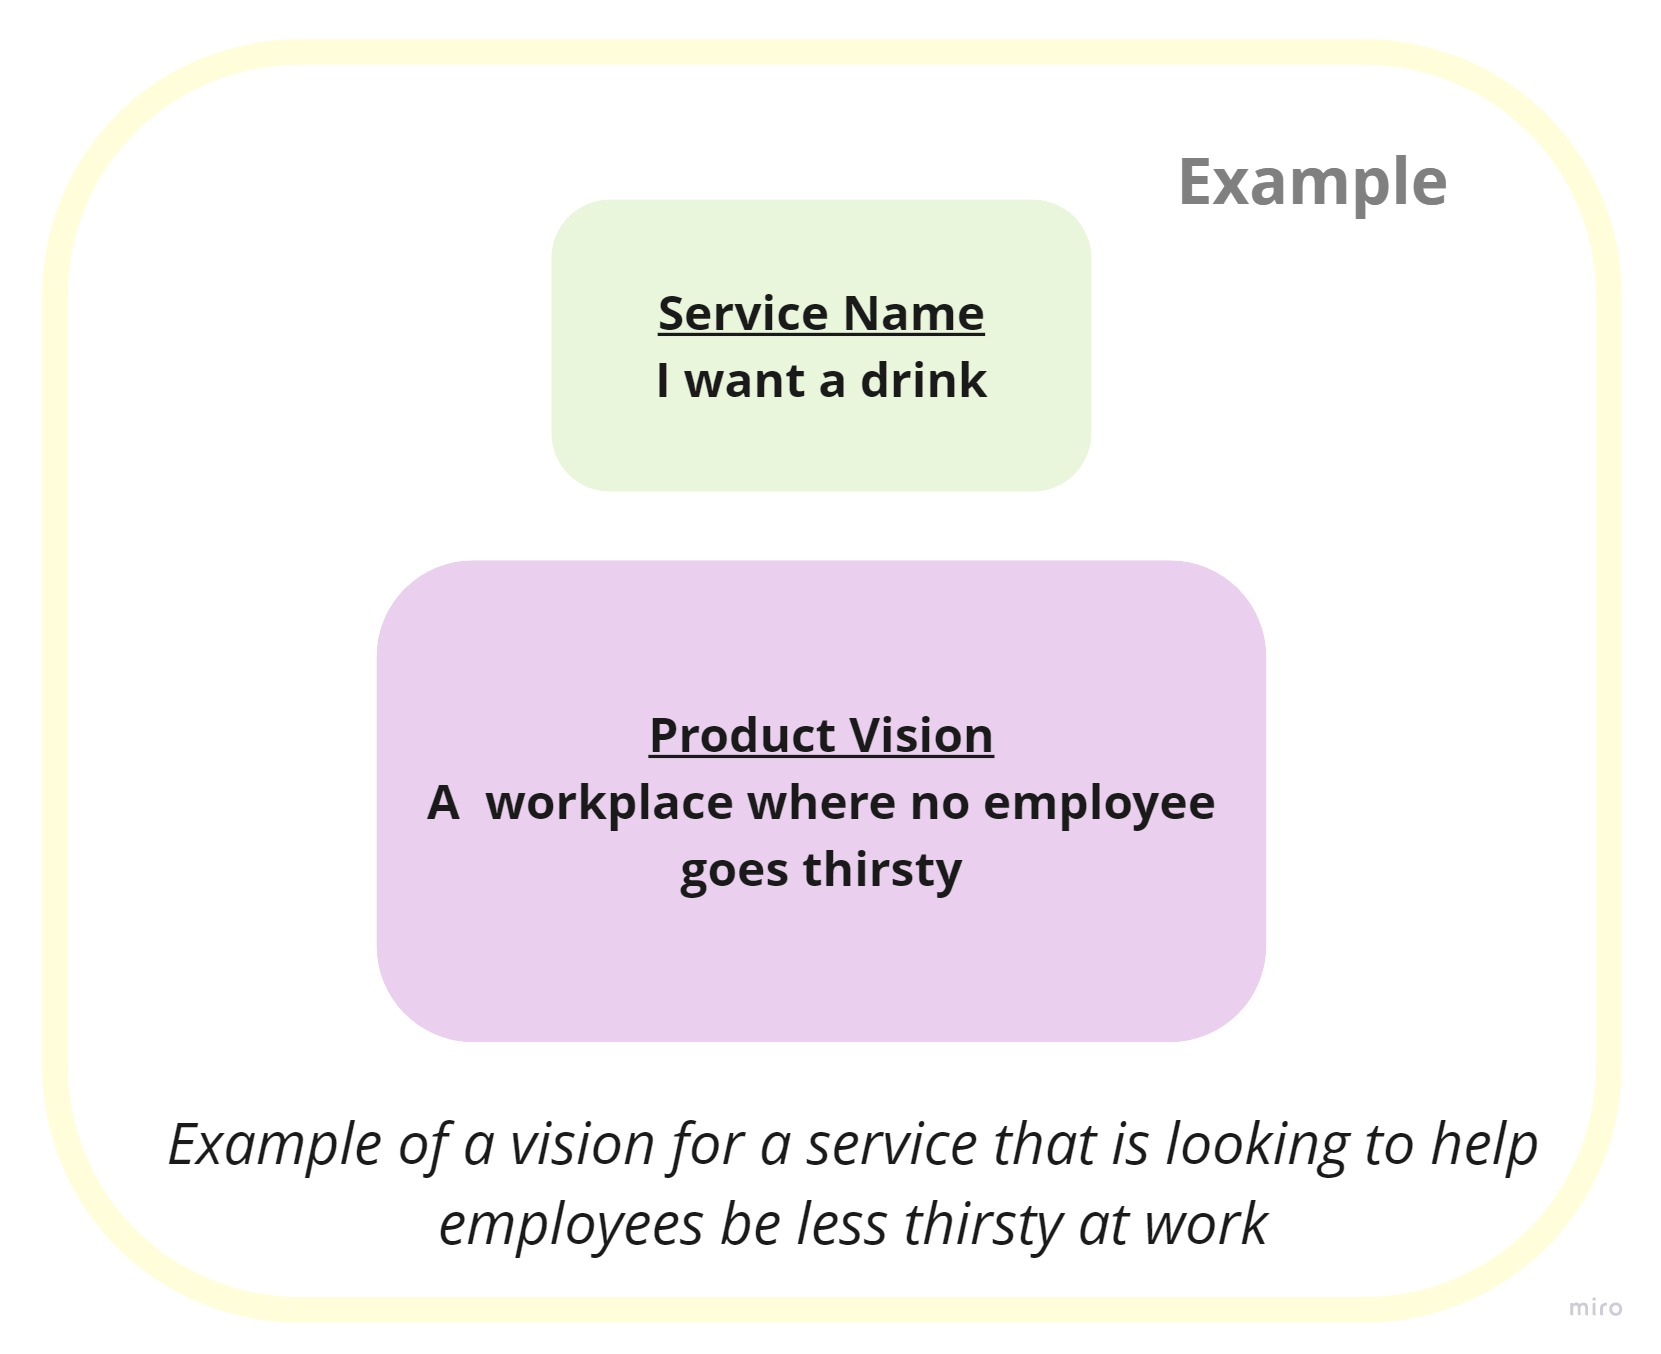 Example
Service Name
I want a drink
Product Vision
A  workplace where no employee
goes thirsty
Example of a vision for a service that is looking to help
employees be less thirsty at work
miro